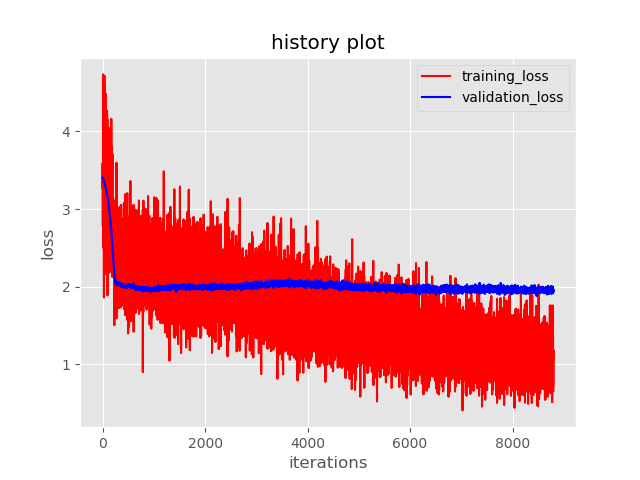 history plot
training_loss
validation_loss
loss
4
3
2
1
0
2000
4000
6000
8000
iterations